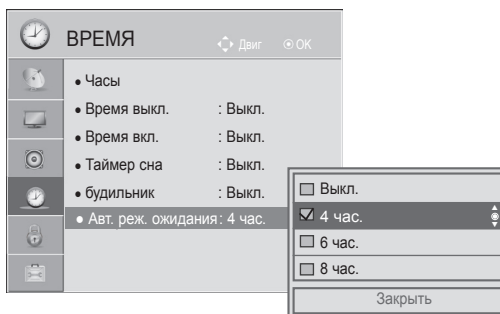 ВРЕМЯ
Двиг
OK
• Часы
• Время выкл. : Выкл.
• Время вкл. : Выкл.
• Таймер сна : Выкл.
• будильник : Выкл.
• Авт. реж. ожидания: 4 час.
Выкл.
4 час.
6 час.
8 час.
Закрыть